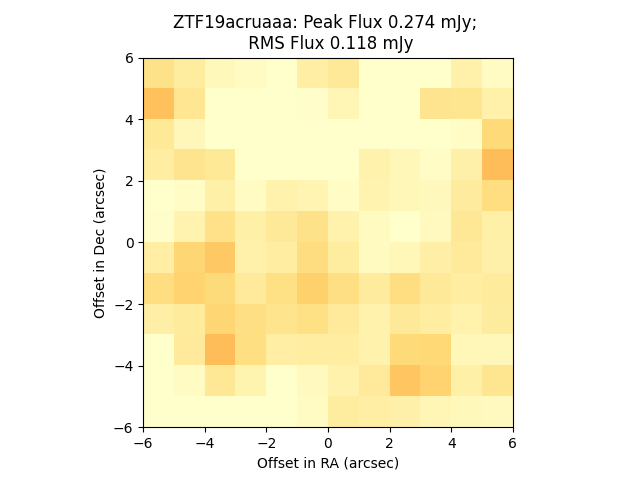 ZTF19acruaaa: Peak Flux 0.274 mJy;
RMS Flux 0.118 mJy
6
4
2
0
−2
−4
−6
Offset in Dec (arcsec)
−6 −4 −2 0 2 4 6
Offset in RA (arcsec)